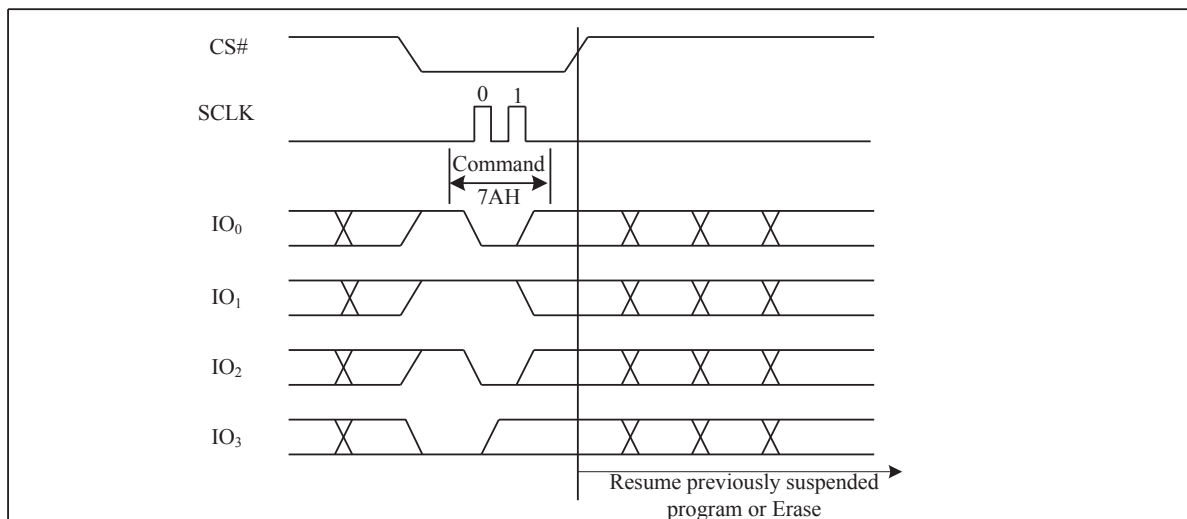 CS#
SCLK
0 1
Command
7AH
IO₀
IO₁
IO₂
IO₃
Resume previously suspended
program or Erase